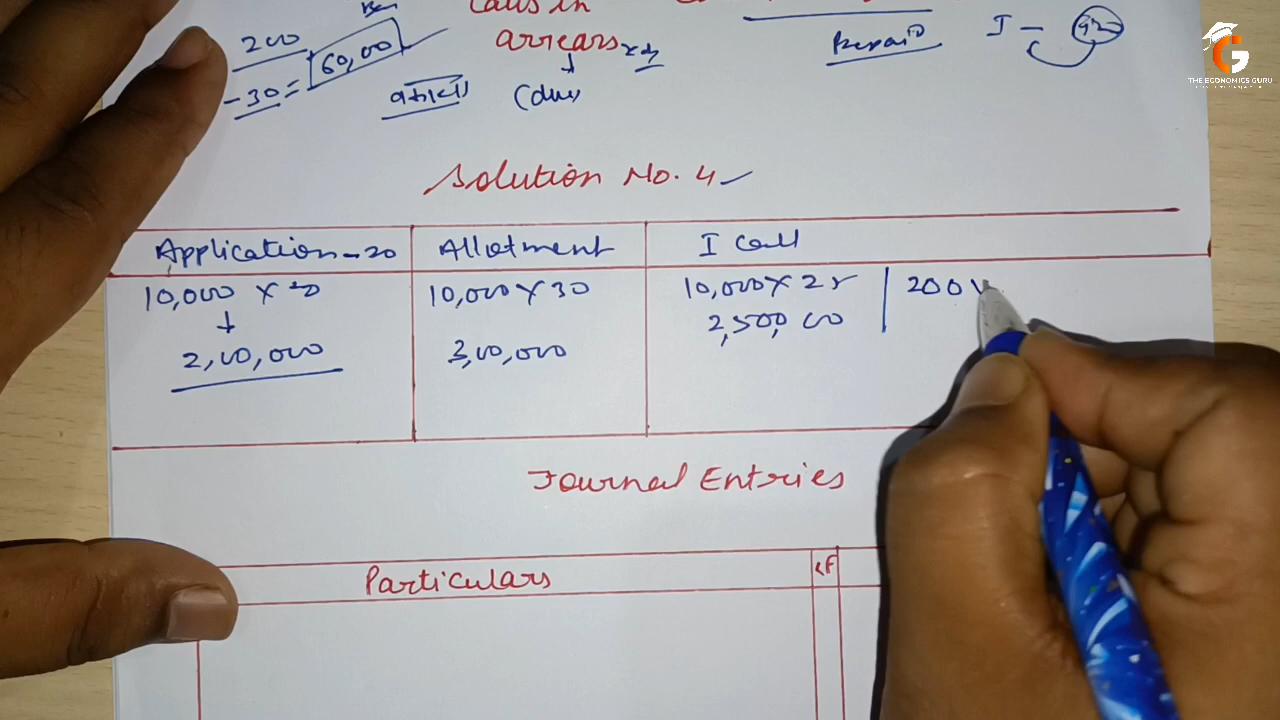 calls in
200
60,00
arrears
I -
- 30 =
THE ECONOMICS GURU
Solution No. 4
Application - 20
Allotment
I call
10,000 x 20
10,000 x 30
10,000 x 25
200
2,00,000
3,00,000
2,50,000
Journal Entries
Particulars
LF